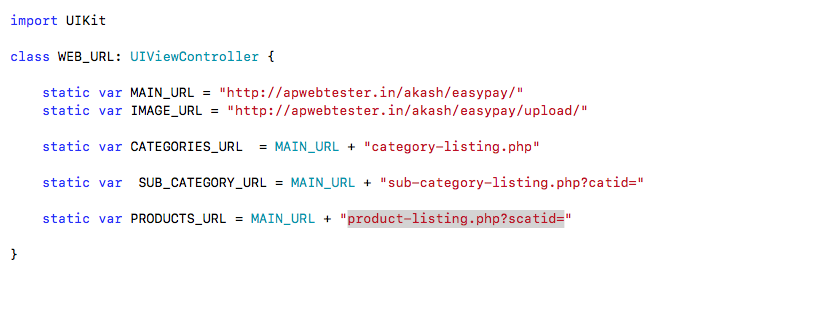 import UIKit
class WEB_URL: UIViewController {
static var MAIN_URL = "http://apwebtester.in/akash/easypay/"
static var IMAGE_URL = "http://apwebtester.in/akash/easypay/upload/"
static var CATEGORIES_URL  = MAIN_URL + "category-listing.php"
static var  SUB_CATEGORY_URL = MAIN_URL + "sub-category-listing.php?catid="
static var PRODUCTS_URL = MAIN_URL + "product-listing.php?scatid="
}